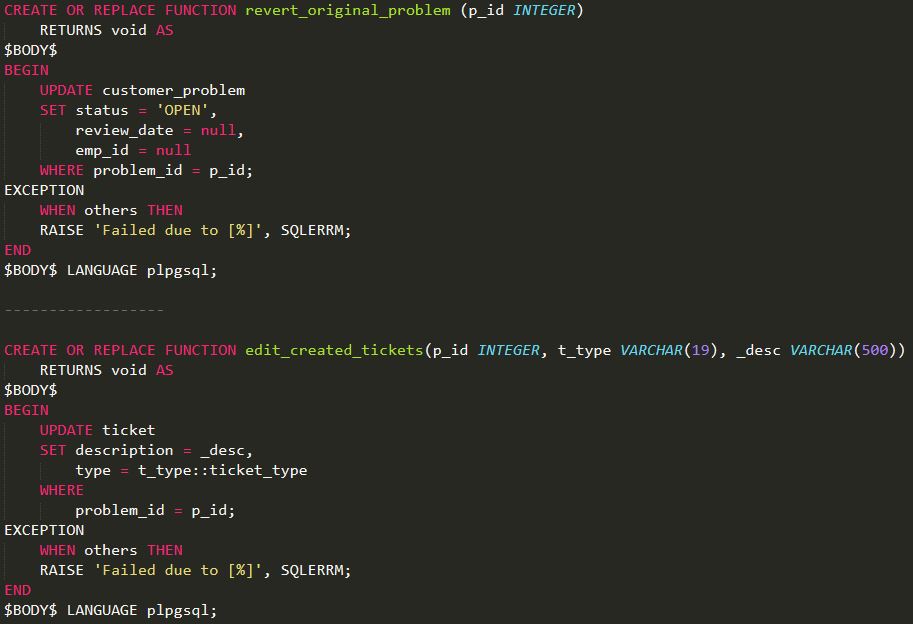 CREATE OR REPLACE FUNCTION revert_original_problem (p_id INTEGER)
    RETURNS void AS
$BODY$
BEGIN
    UPDATE customer_problem
    SET status = 'OPEN',
        review_date = null,
        emp_id = null
    WHERE problem_id = p_id;
EXCEPTION
    WHEN others THEN
    RAISE 'Failed due to [%]', SQLERRM;
END
$BODY$ LANGUAGE plpgsql;
------------------
CREATE OR REPLACE FUNCTION edit_created_tickets(p_id INTEGER, t_type VARCHAR(19), _desc VARCHAR(500))
    RETURNS void AS
$BODY$
BEGIN
    UPDATE ticket
    SET description = _desc,
        type = t_type::ticket_type
    WHERE
        problem_id = p_id;
EXCEPTION
    WHEN others THEN
    RAISE 'Failed due to [%]', SQLERRM;
END
$BODY$ LANGUAGE plpgsql;